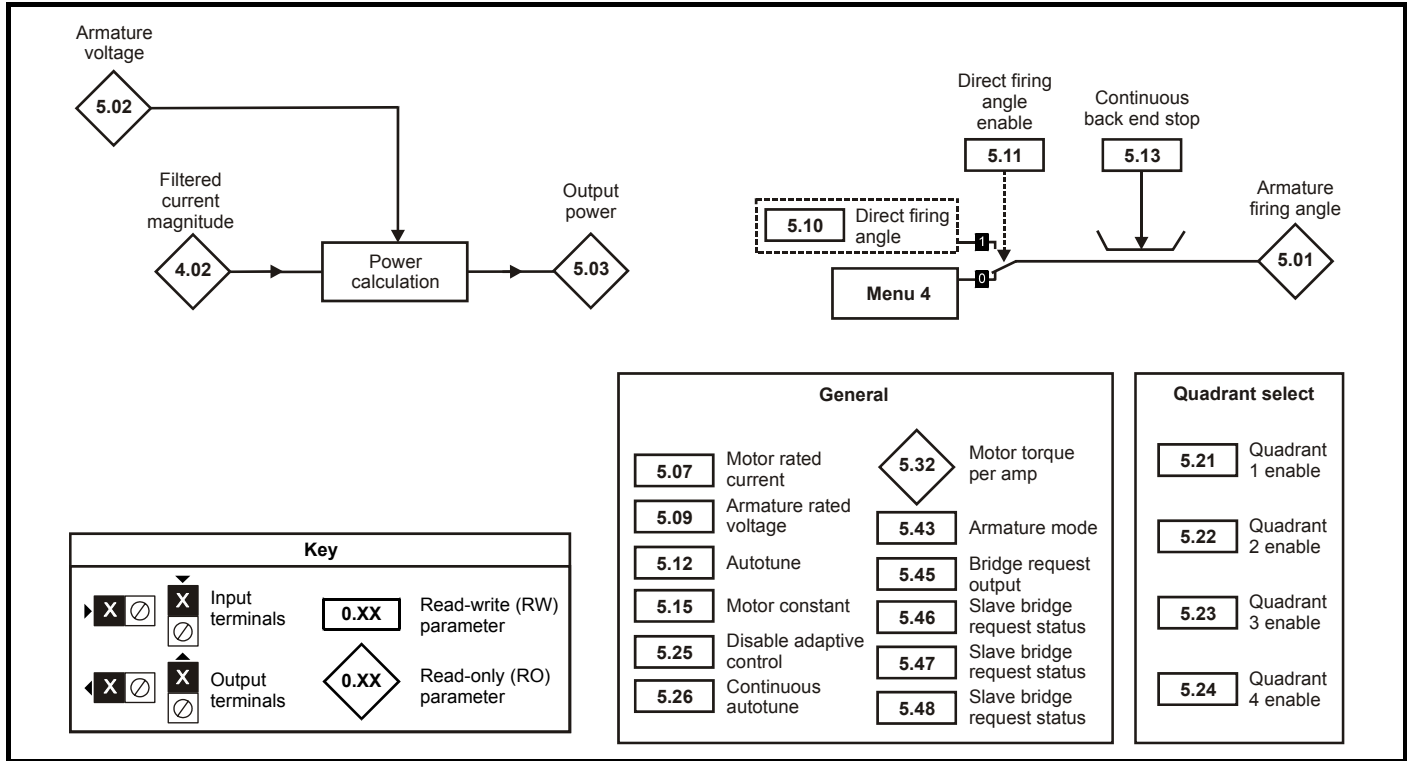 Armature
voltage
5.02
Filtered
current
magnitude
4.02
Power
calculation
Output
power
5.03
Direct firing
angle
enable
5.11
Continuous
back end stop
5.13
5.10
Direct firing
angle
1
0
Menu 4
Armature
firing angle
5.01
Key
X
X
Input
terminals
0.XX
Read-write (RW)
parameter
X
X
Output
terminals
0.XX
Read-only (RO)
parameter
General
5.07
Motor rated
current
5.09
Armature rated
voltage
5.12
Autotune
5.15
Motor constant
5.25
Disable adaptive
control
5.26
Continuous
autotune
5.32
Motor torque
per amp
5.43
Armature mode
5.45
Bridge request
output
5.46
Slave bridge
request status
5.47
Slave bridge
request status
5.48
Slave bridge
request status
Quadrant select
5.21
Quadrant
1 enable
5.22
Quadrant
2 enable
5.23
Quadrant
3 enable
5.24
Quadrant
4 enable